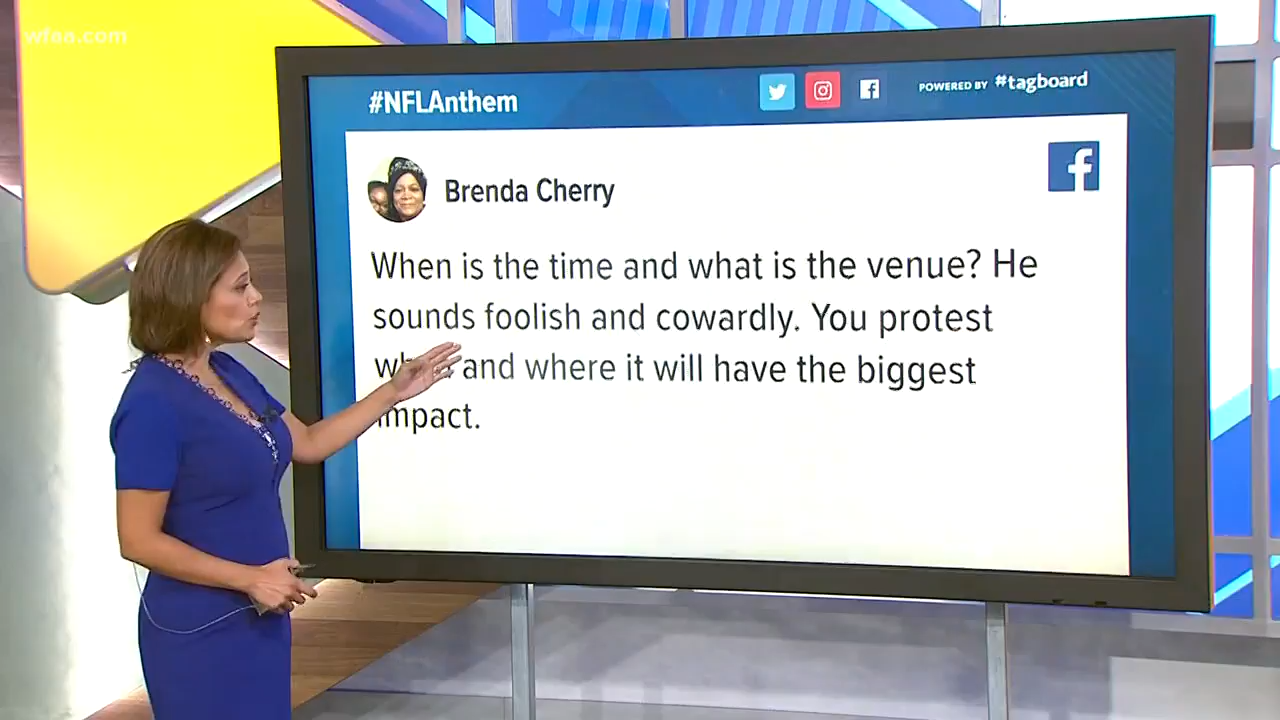 wfaa.com
#NFLAnthem
POWERED BY #tagboard
Brenda Cherry
When is the time and what is the venue? He
sounds foolish and cowardly. You protest
and where it will have the biggest
impact.